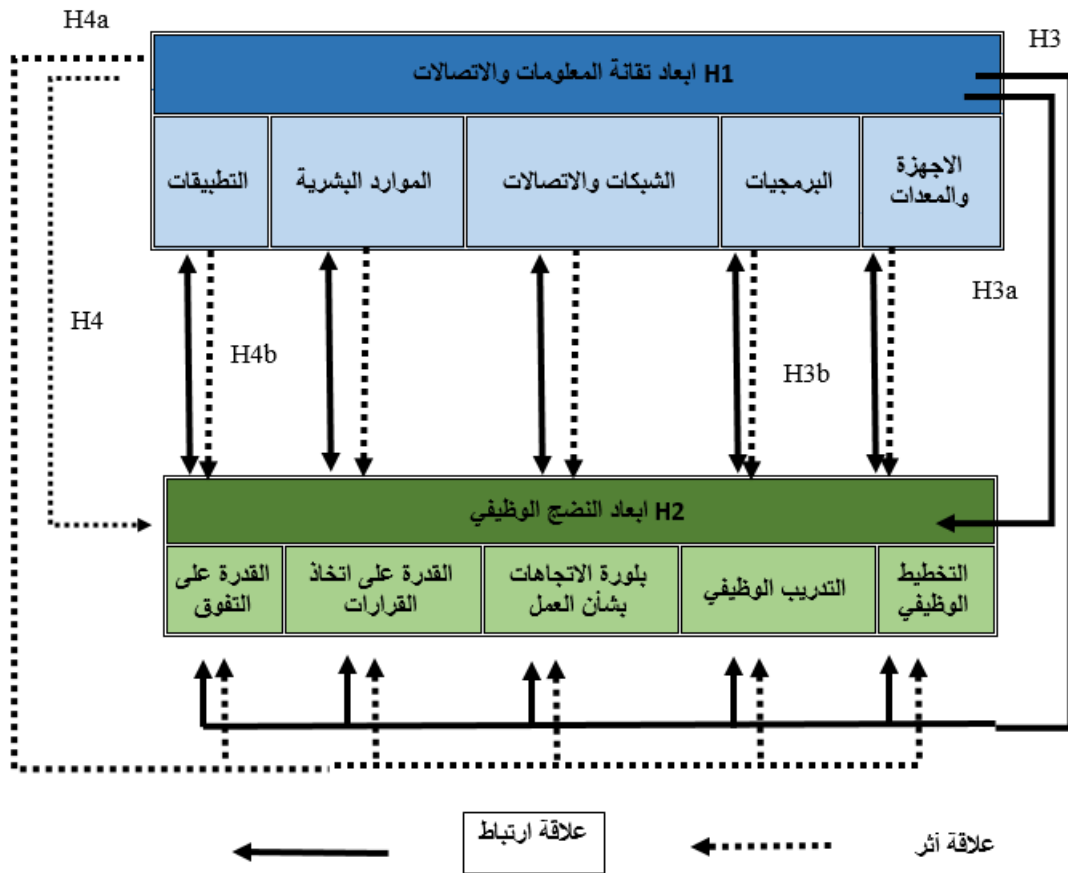 H4a
H3
H1 ابعاد تقانة المعلومات والاتصالات
الاجهزة
والمعدات
البرمجيات
الشبكات والاتصالات
الموارد البشرية
التطبيقات
H3a
H4
H4b
H3b
H2 ابعاد النضج الوظيفي
التخطيط
الوظيفي
التدريب الوظيفي
بلورة الاتجاهات
بشأن العمل
القدرة على اتخاذ
القرارات
القدرة على
التفوق
علاقة أثر
علاقة ارتباط